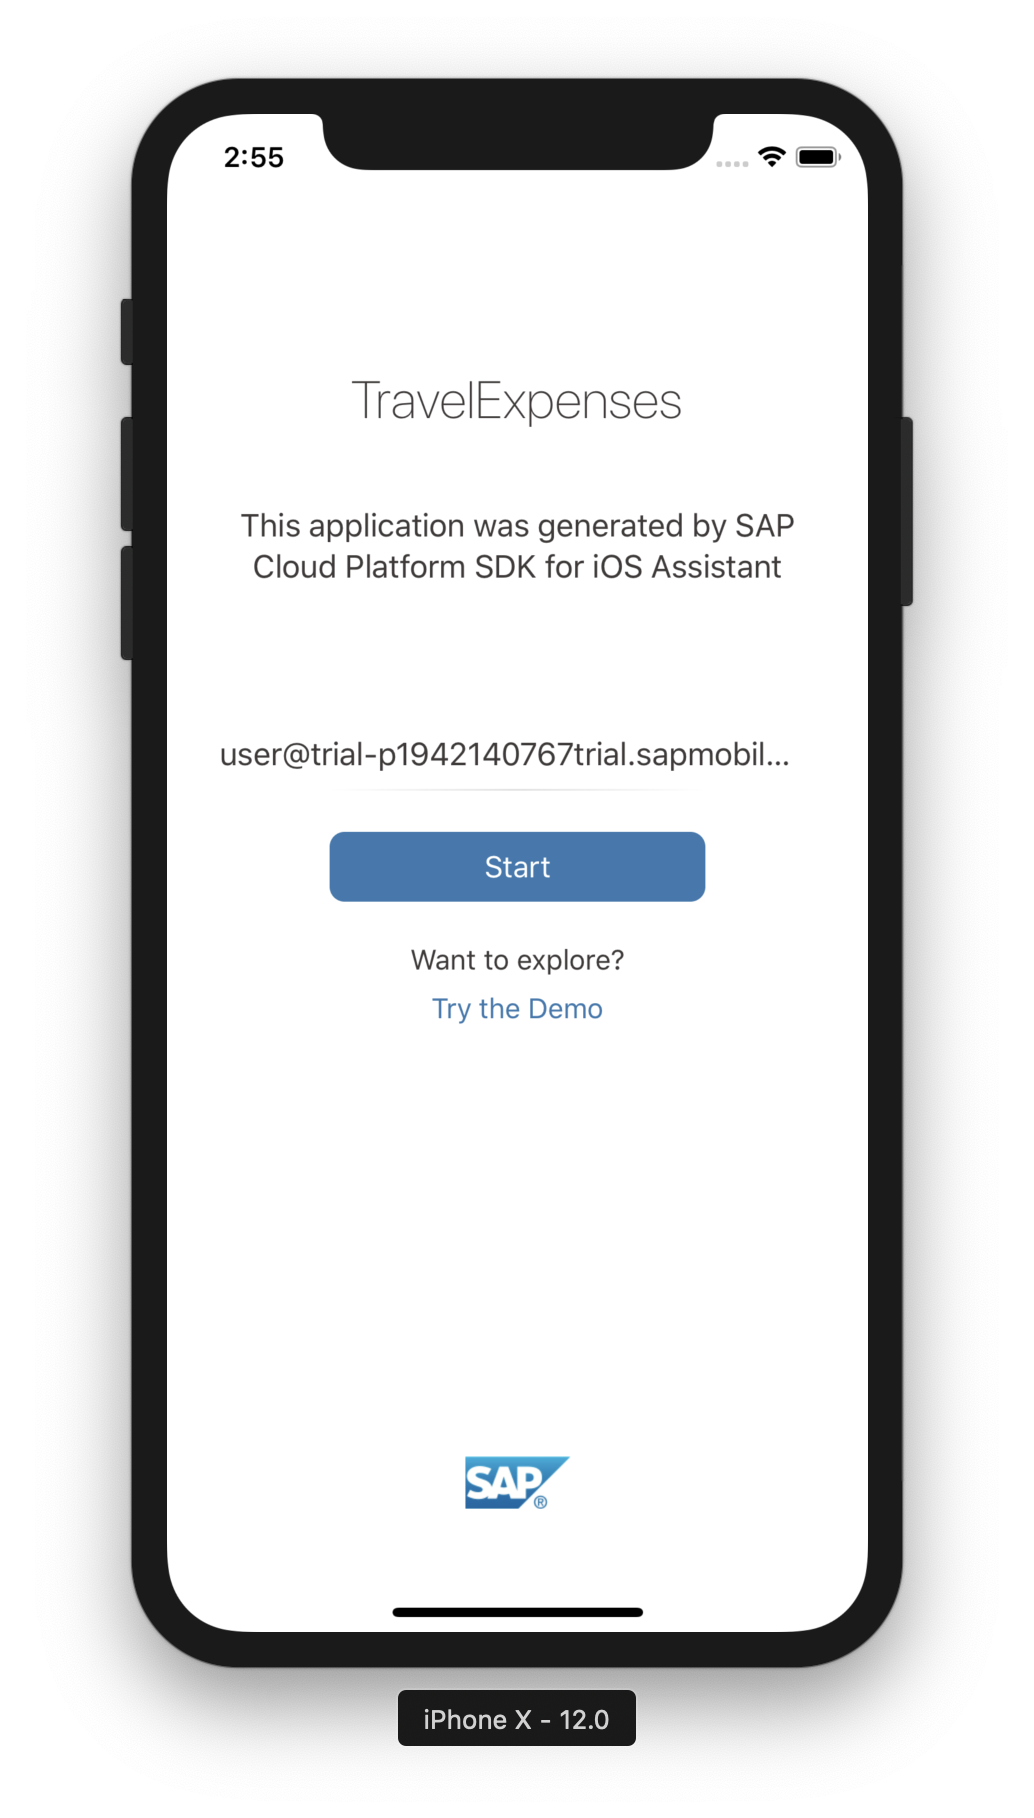 2:55
TravelExpenses
This application was generated by SAP
Cloud Platform SDK for iOS Assistant
user@trial-p1942140767trial.sapmobil...
Start
Want to explore?
Try the Demo
SAP®
iPhone X - 12.0